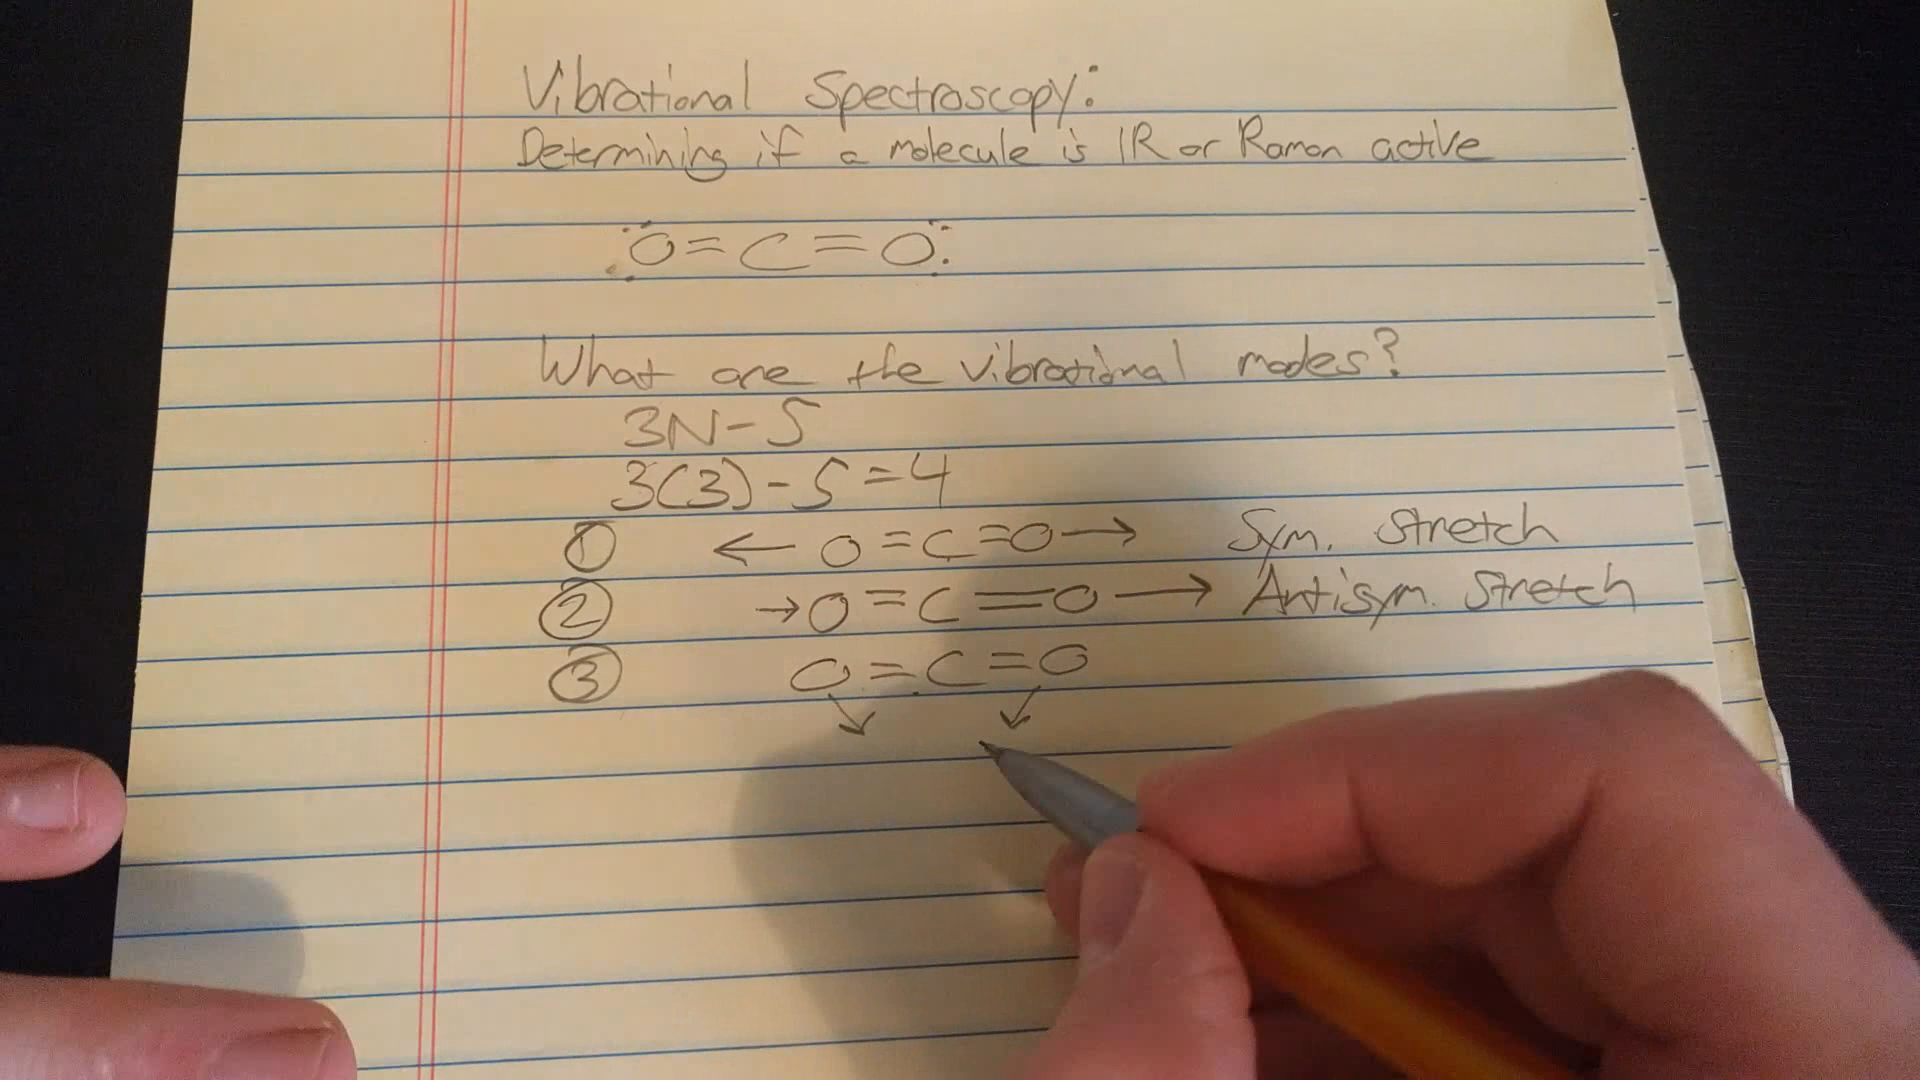 Vibrational Spectroscopy:
Determining if a molecule is IR or Raman active
:O=C=O:
What are the vibrational modes?
3N-5
3(3)-5=4
① ← O=C=O → Sym. Stretch
② →O=C=O → Antisym. Stretch
③ O=C=O
↘ ↙